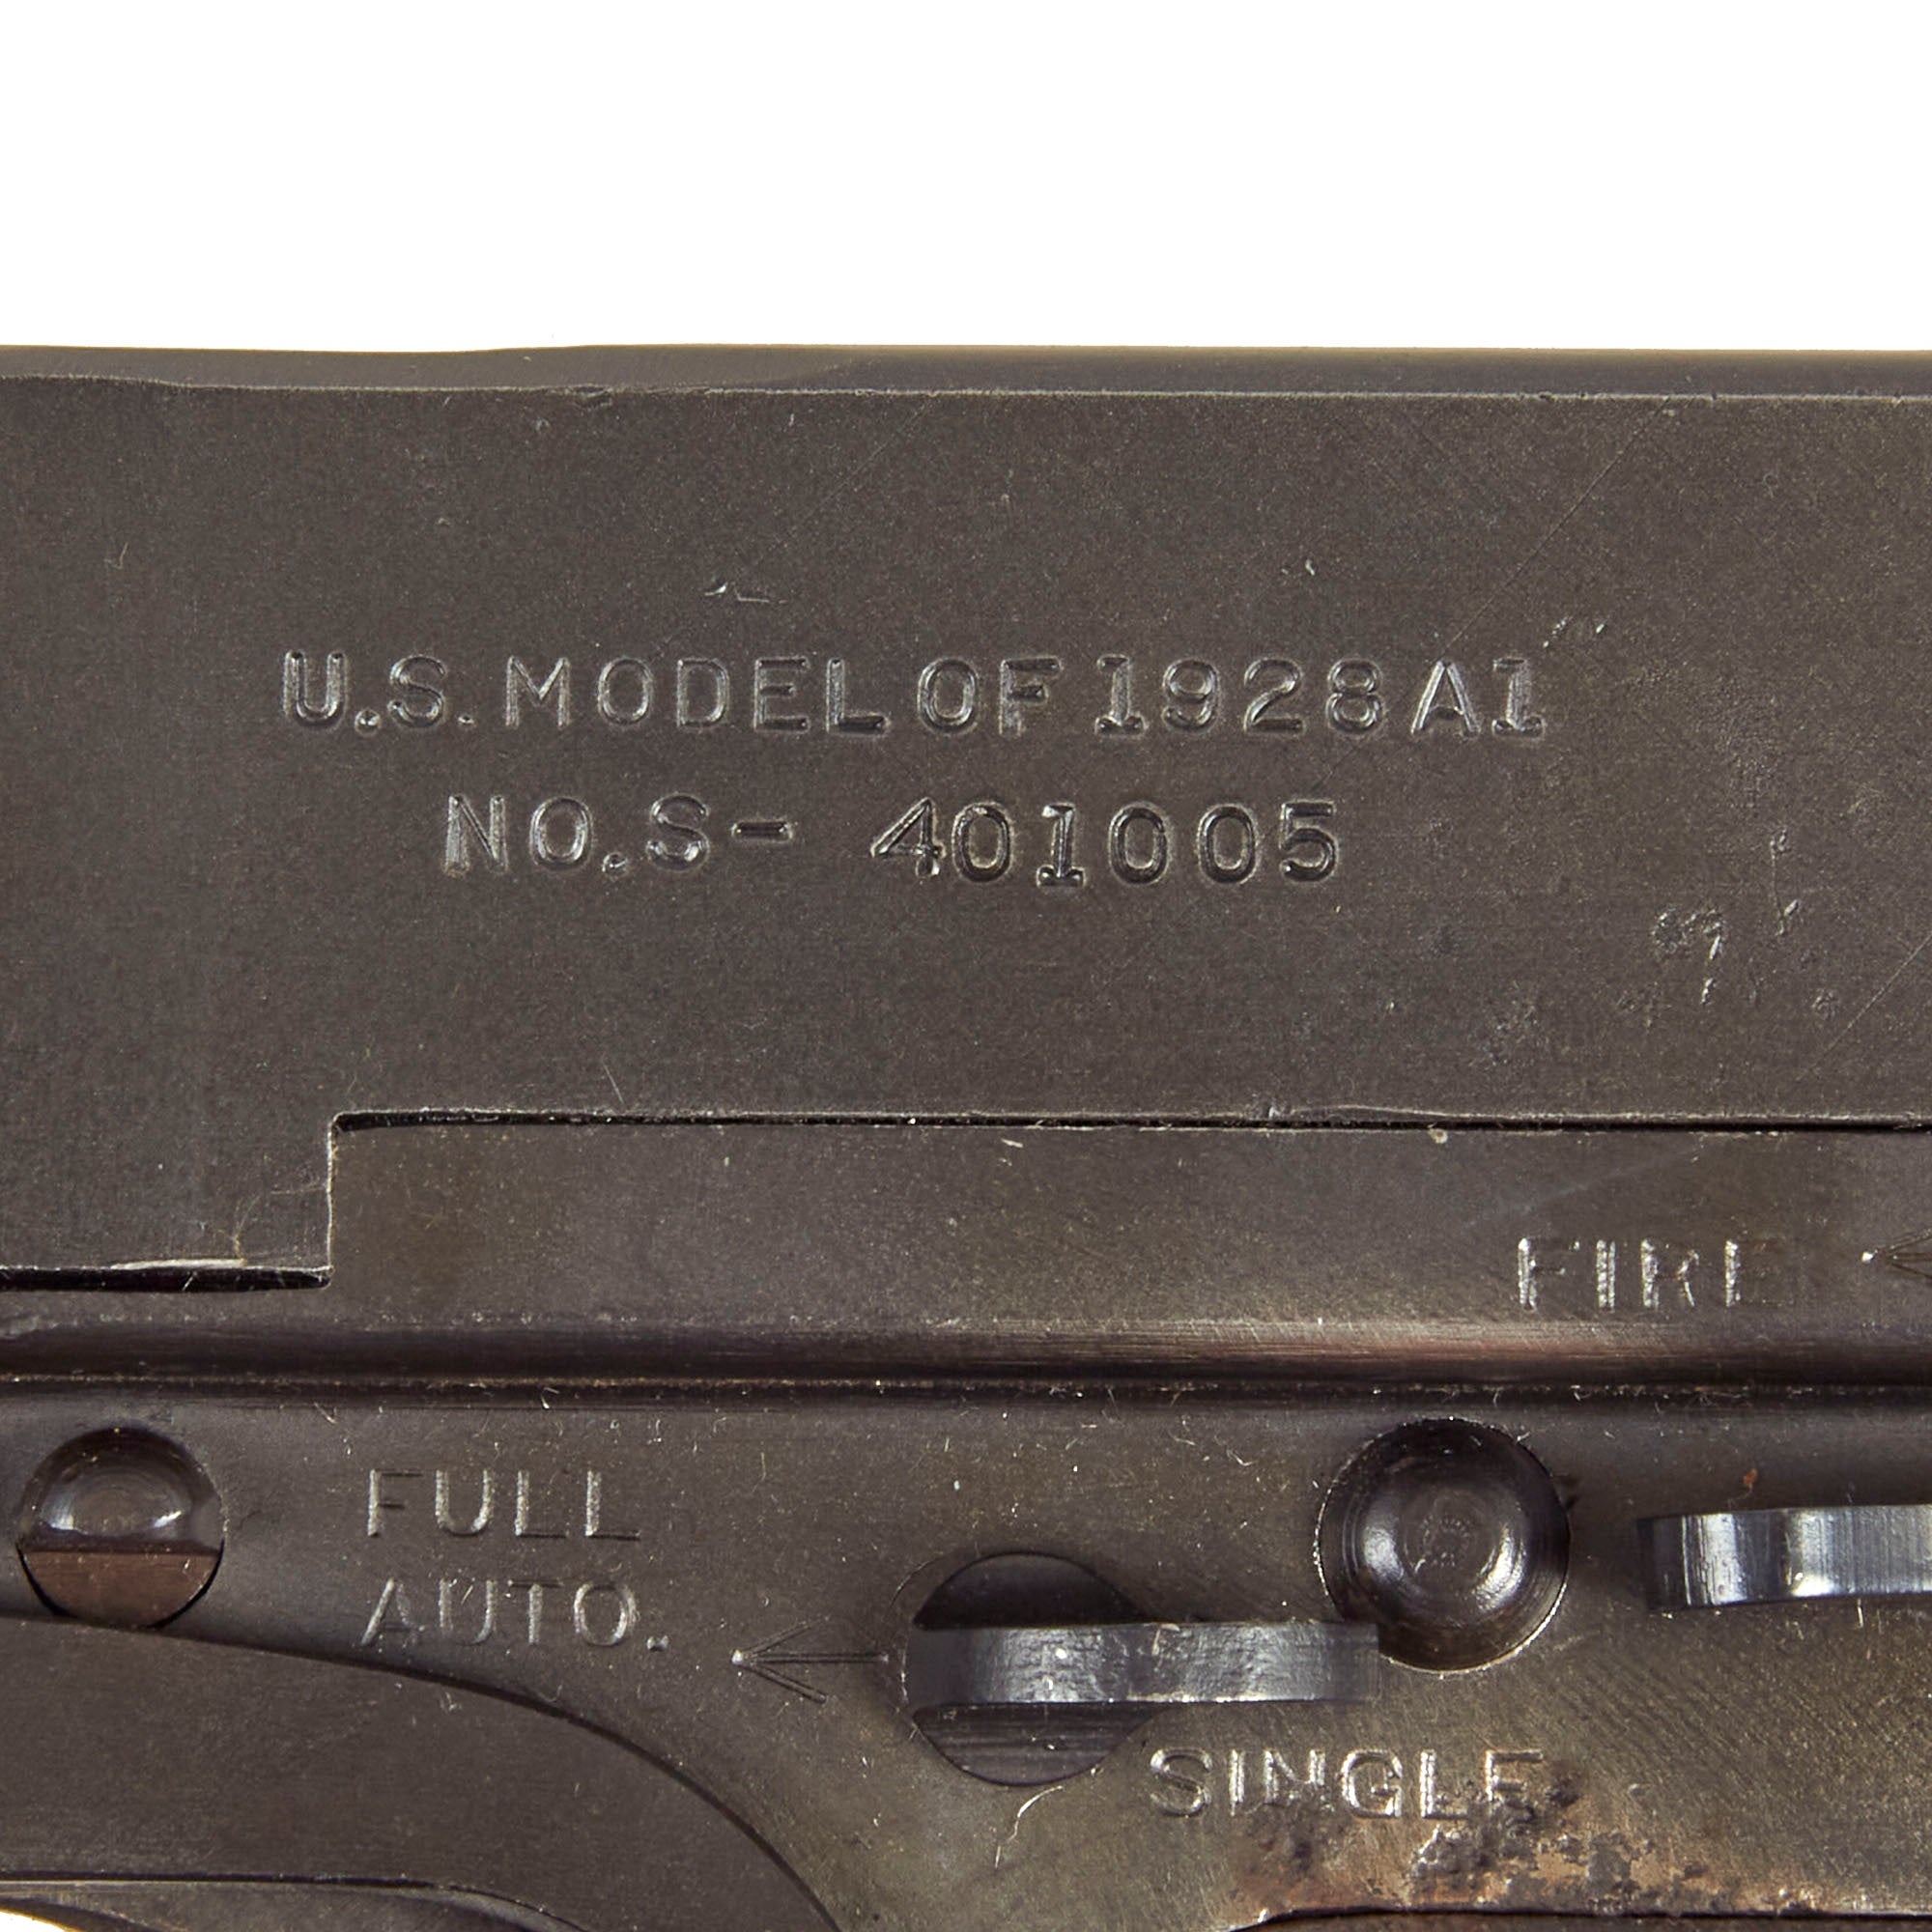 U.S. MODEL OF 1928A1
NO. S- 401005
FIRE
FULL
AUTO.
SINGLE